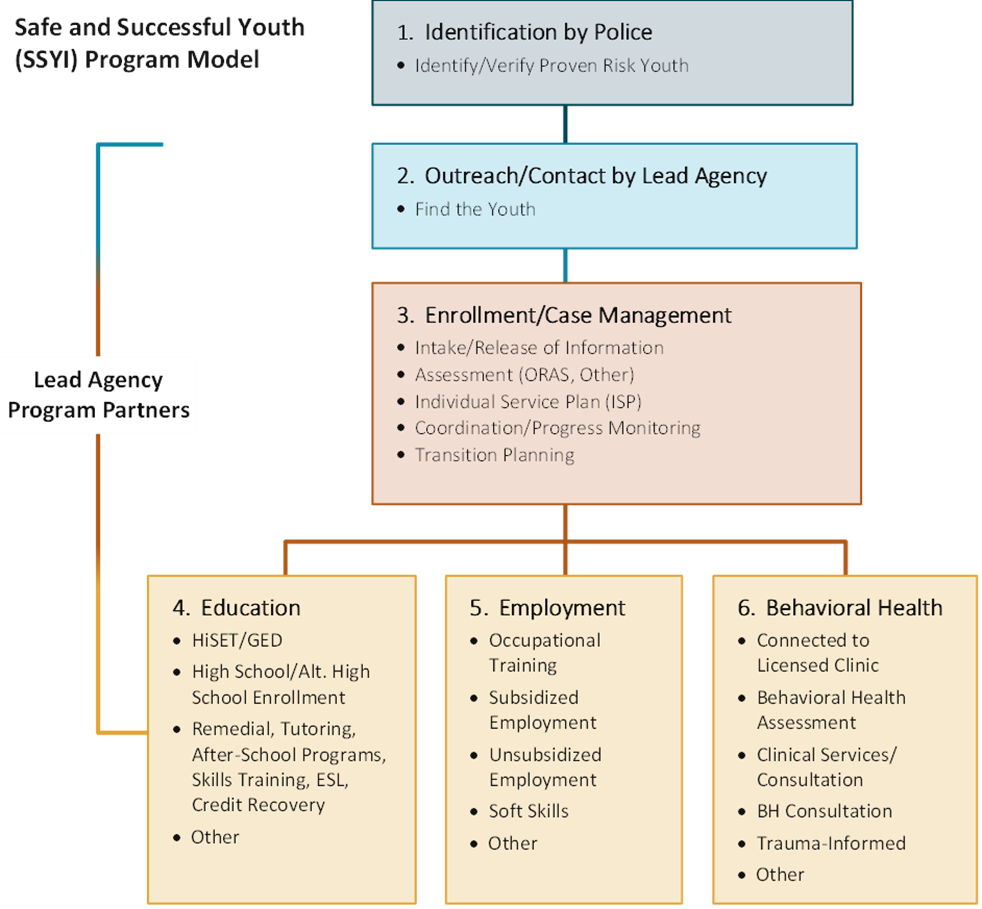 Safe and Successful Youth
(SSYI) Program Model
1. Identification by Police
• Identify/Verify Proven Risk Youth
2. Outreach/Contact by Lead Agency
• Find the Youth
3. Enrollment/Case Management
• Intake/Release of Information
• Assessment (ORAS, Other)
• Individual Service Plan (ISP)
• Coordination/Progress Monitoring
• Transition Planning
Lead Agency
Program Partners
4. Education
• HiSET/GED
• High School/Alt. High
School Enrollment
• Remedial, Tutoring,
After-School Programs,
Skills Training, ESL,
Credit Recovery
• Other
5. Employment
• Occupational
Training
• Subsidized
Employment
• Unsubsidized
Employment
• Soft Skills
• Other
6. Behavioral Health
• Connected to
Licensed Clinic
• Behavioral Health
Assessment
• Clinical Services/
Consultation
• BH Consultation
• Trauma-Informed
• Other